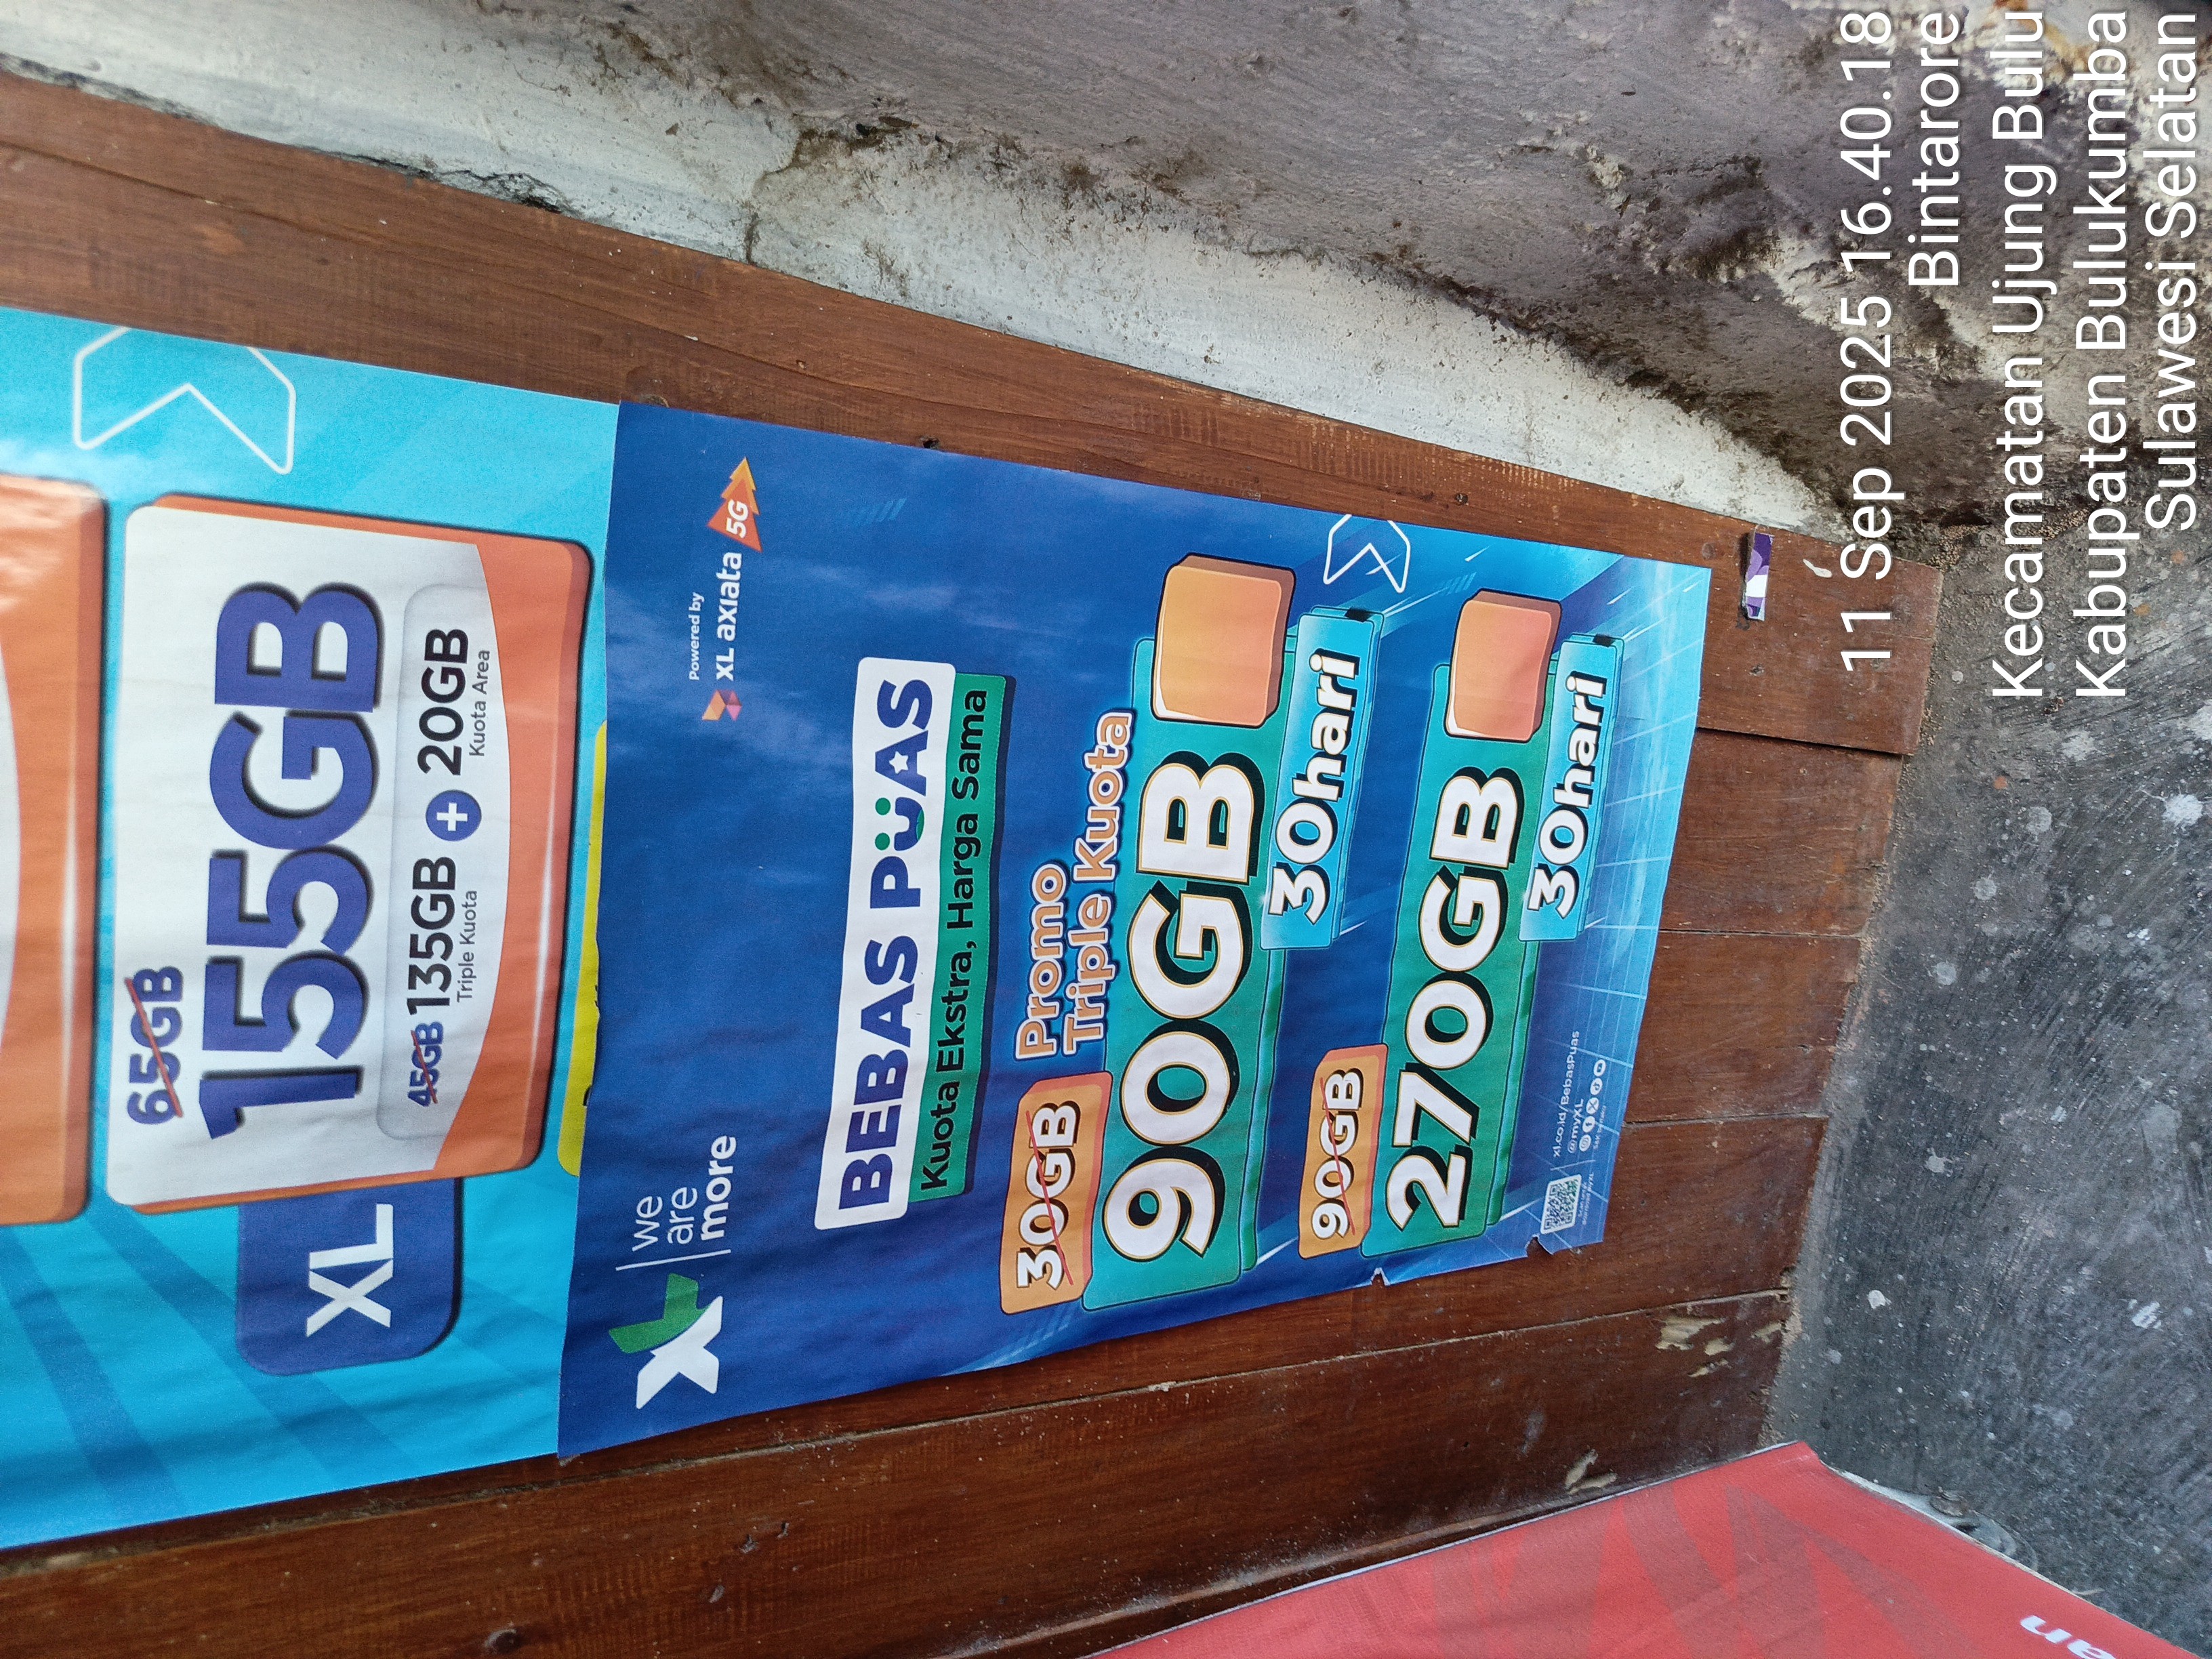 65GB
155GB
45GB 135GB + 20GB
Triple Kuota
Kuota Area
XL
XL we
are
more
Powered by
XL axiata 5G
BEBAS PUAS
Kuota Ekstra, Harga Sama
30GB
Promo
Triple Kuota
90GB
30hari
90GB
270GB
30hari
xl.co.id/BebasPuas
@myXL
11 Sep 2025 16.40.18
Bintarore
Kecamatan Ujung Bulu
Kabupaten Bulukumba
Sulawesi Selatan
an